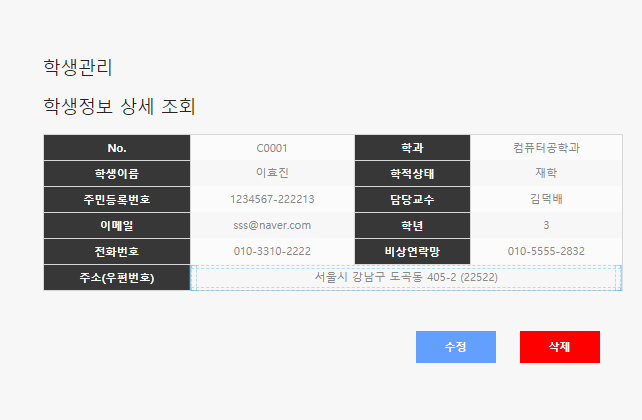 학생관리
학생정보 상세 조회
No. C0001 학과 컴퓨터공학과
학생이름 이효진 학적상태 재학
주민등록번호 1234567-222213 담당교수 김덕배
이메일 sss@naver.com 학년 3
전화번호 010-3310-2222 비상연락망 010-5555-2832
주소(우편번호) 서울시 강남구 도곡동 405-2 (22522)
수정 삭제